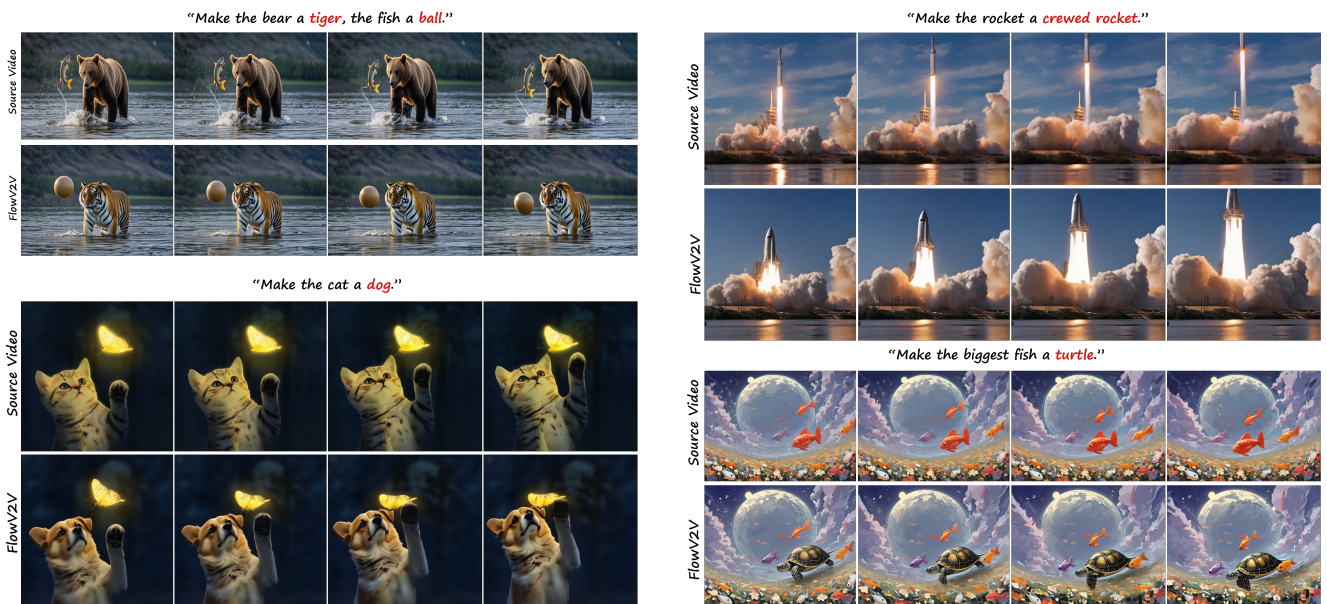 “Make the bear a tiger, the fish a ball.”
Source Video
FlowV2V
“Make the cat a dog.”
Source Video
FlowV2V
“Make the rocket a crewed rocket.”
Source Video
FlowV2V
“Make the biggest fish a turtle.”
Source Video
FlowV2V